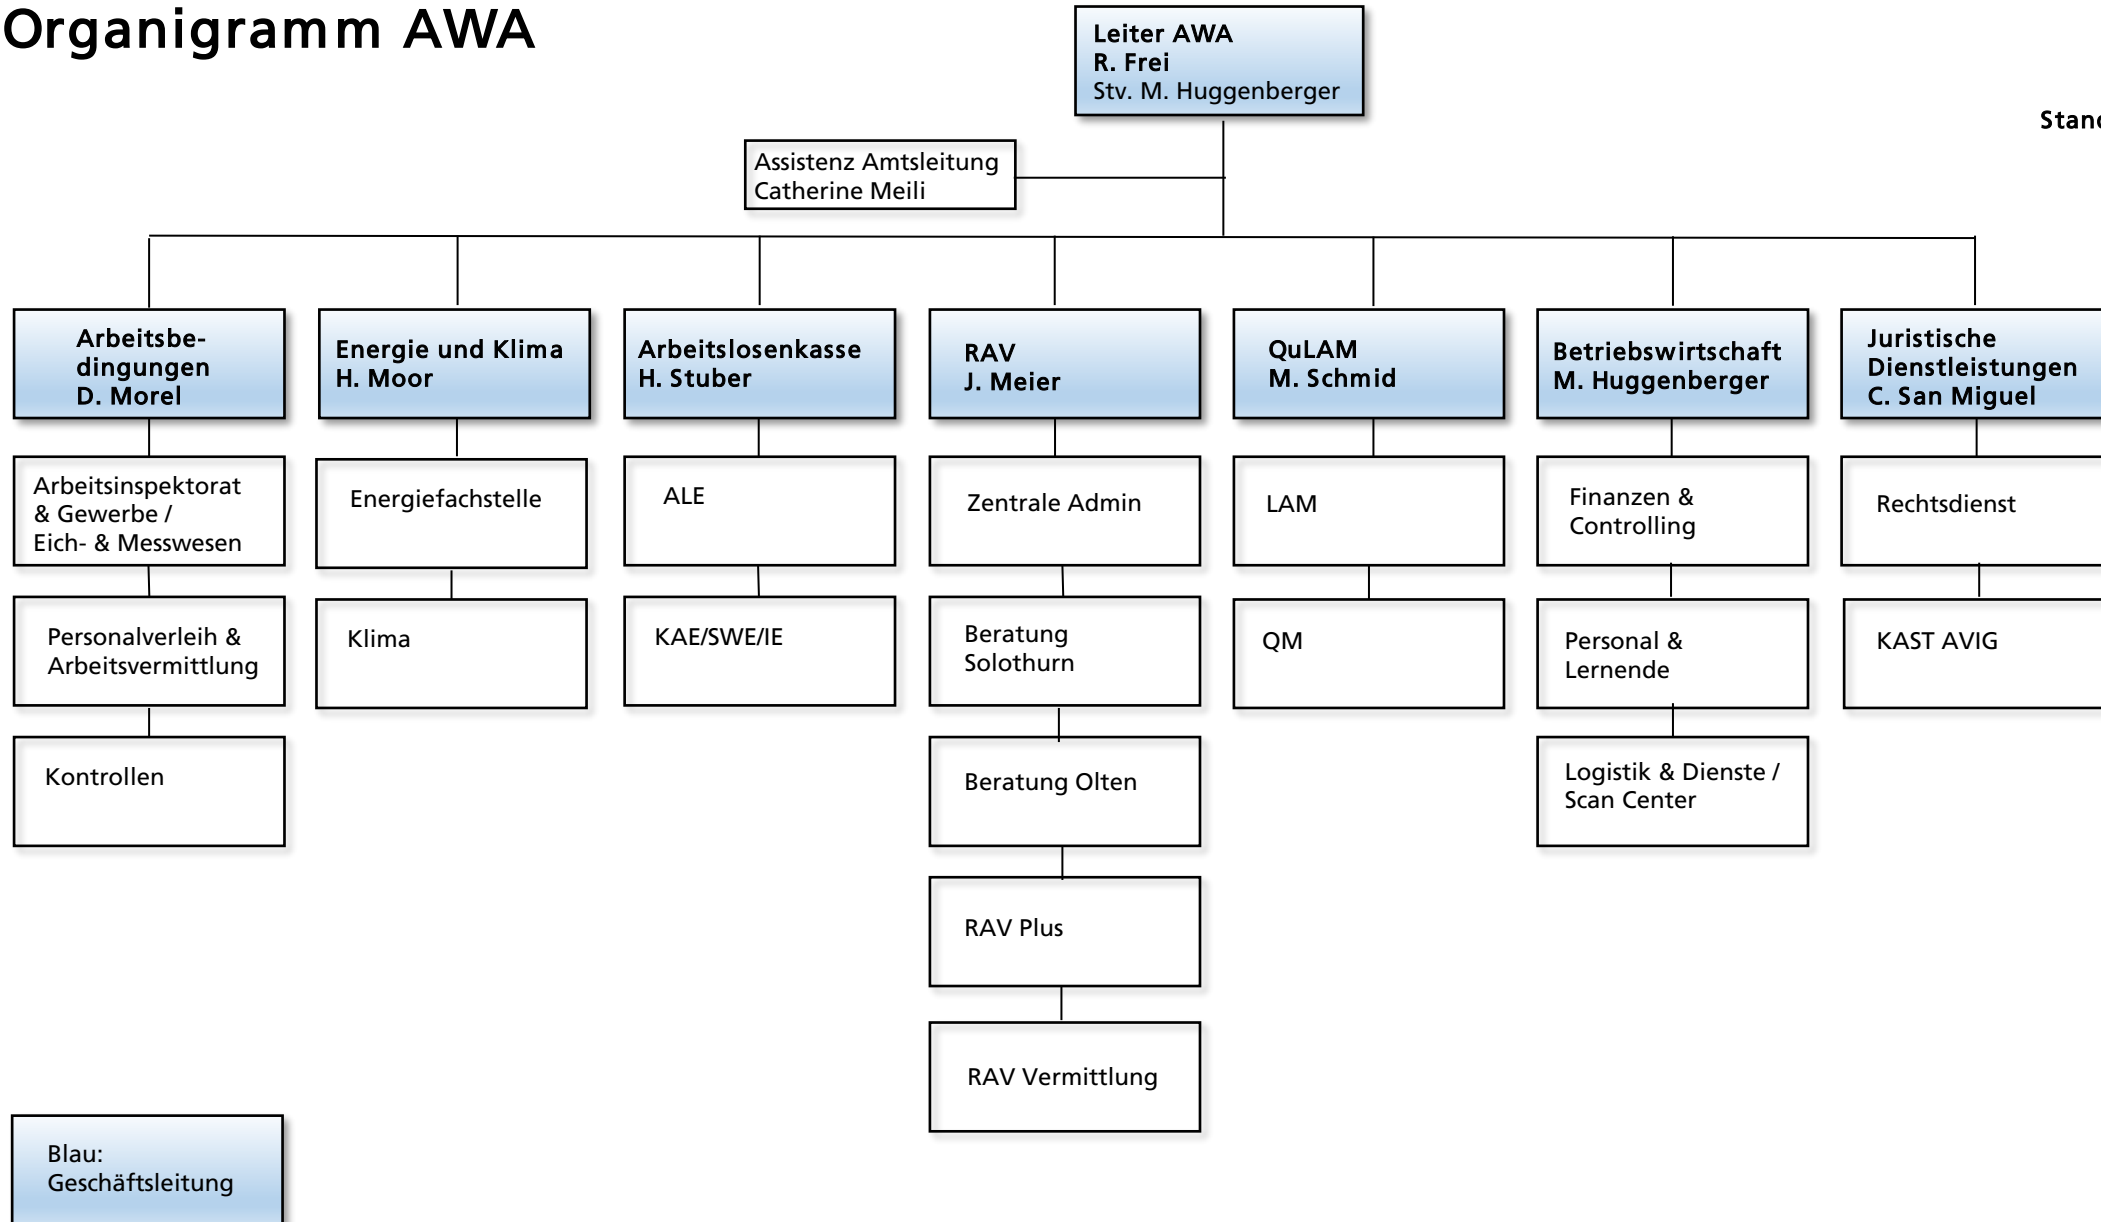 Organigramm AWA
Leiter AWA
R. Frei
Stv. M. Huggenberger
Assistenz Amtsleitung
Catherine Meili
Arbeitsbe-
dingungen
D. Morel
Energie und Klima
H. Moor
Arbeitslosenkasse
H. Stuber
RAV
J. Meier
QuLAM
M. Schmid
Betriebswirtschaft
M. Huggenberger
Juristische
Dienstleistungen
C. San Miguel
Arbeitsinspektorat
& Gewerbe /
Eich- & Messwesen
Energiefachstelle
ALE
Zentrale Admin
LAM
Finanzen &
Controlling
Rechtsdienst
Personalverleih &
Arbeitsvermittlung
Klima
KAE/SWE/IE
Beratung
Solothurn
QM
Personal &
Lernende
KAST AVIG
Kontrollen
Beratung Olten
Logistik & Dienste /
Scan Center
RAV Plus
RAV Vermittlung
Blau:
Geschäftsleitung